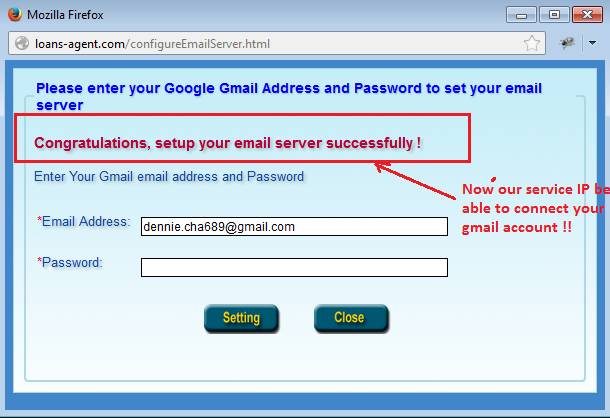 Mozilla Firefox
loans-agent.com/configureEmailServer.html
Please enter your Google Gmail Address and Password to set your email
server
Congratulations, setup your email server successfully !
Enter Your Gmail email address and Password
Now our service IP be
able to connect your
gmail account !!
*Email Address: dennie.cha689@gmail.com
*Password:
Setting Close